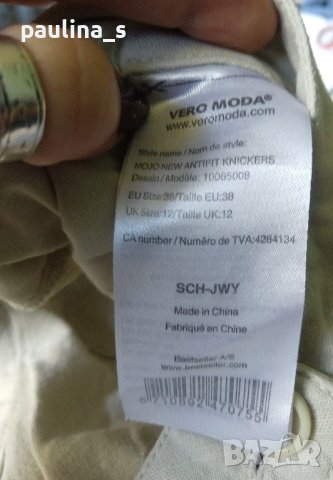 paulina_s
VERO MODA®
www.veromoda.com
Style name / Nom de style:
MOJO NEW ANTIFIT KNICKERS
Dessin / Modèle: 10065008
EU Size:38/Taille EU:38
UK Size:12/Taille UK:12
CA number / Numéro de TVA:4264134
SCH-JWY
Made in China
Fabriqué en Chine
Bestseller A/S
www.bestseller.com
5710892470755
bazar